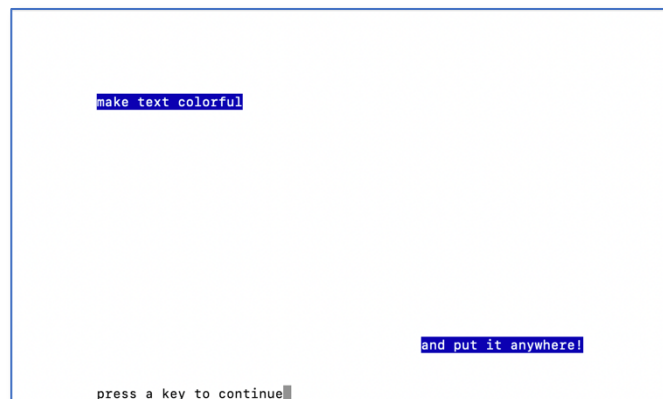 make text colorful
and put it anywhere!
press a key to continue